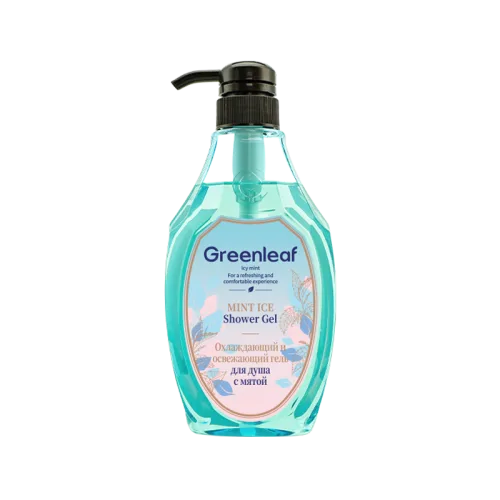 Greenleaf
Icy mint
For a refreshing and
comfortable experience
MINT ICE
Shower Gel
Охлаждающий и
освежающий гель
для душа
с мятой